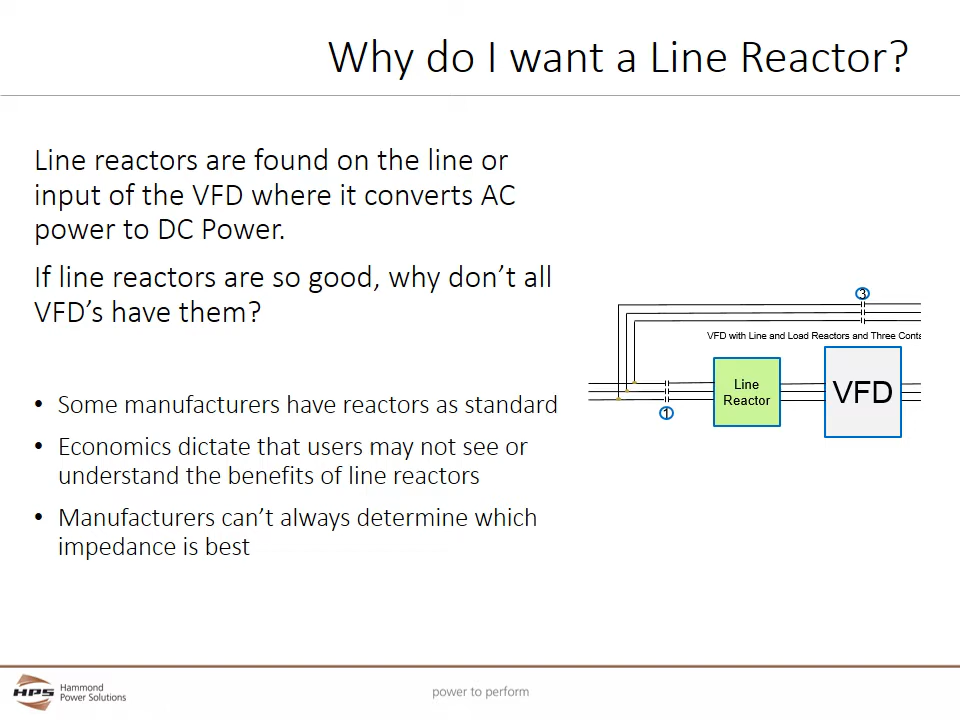 Why do I want a Line Reactor?
Line reactors are found on the line or
input of the VFD where it converts AC
power to DC Power.
If line reactors are so good, why don’t all
VFD’s have them?
• Some manufacturers have reactors as standard
• Economics dictate that users may not see or
understand the benefits of line reactors
• Manufacturers can’t always determine which
impedance is best
3
VFD with Line and Load Reactors and Three
Line
Reactor
VFD
1
HPS
Hammond
Power Solutions
power to perform